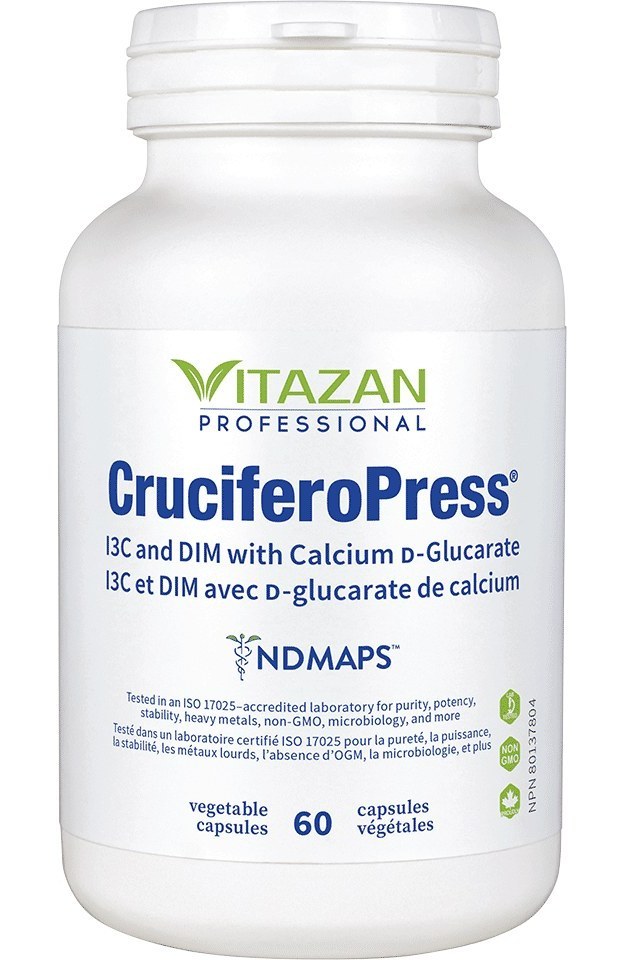 VITAZAN
PROFESSIONAL
CruciferoPress®
I3C and DIM with Calcium D-Glucarate
I3C et DIM avec D-glucarate de calcium
NDMAPS™
Tested in an ISO 17025–accredited laboratory for purity, potency,
stability, heavy metals, non-GMO, microbiology, and more
Testé dans un laboratoire certifié ISO 17025 pour la pureté, la puissance,
la stabilité, les métaux lourds, l'absence d'OGM, la microbiologie, et plus
LAB
TESTED
NON
GMO
NPN 80137804
vegetable
capsules
60
capsules
végétales